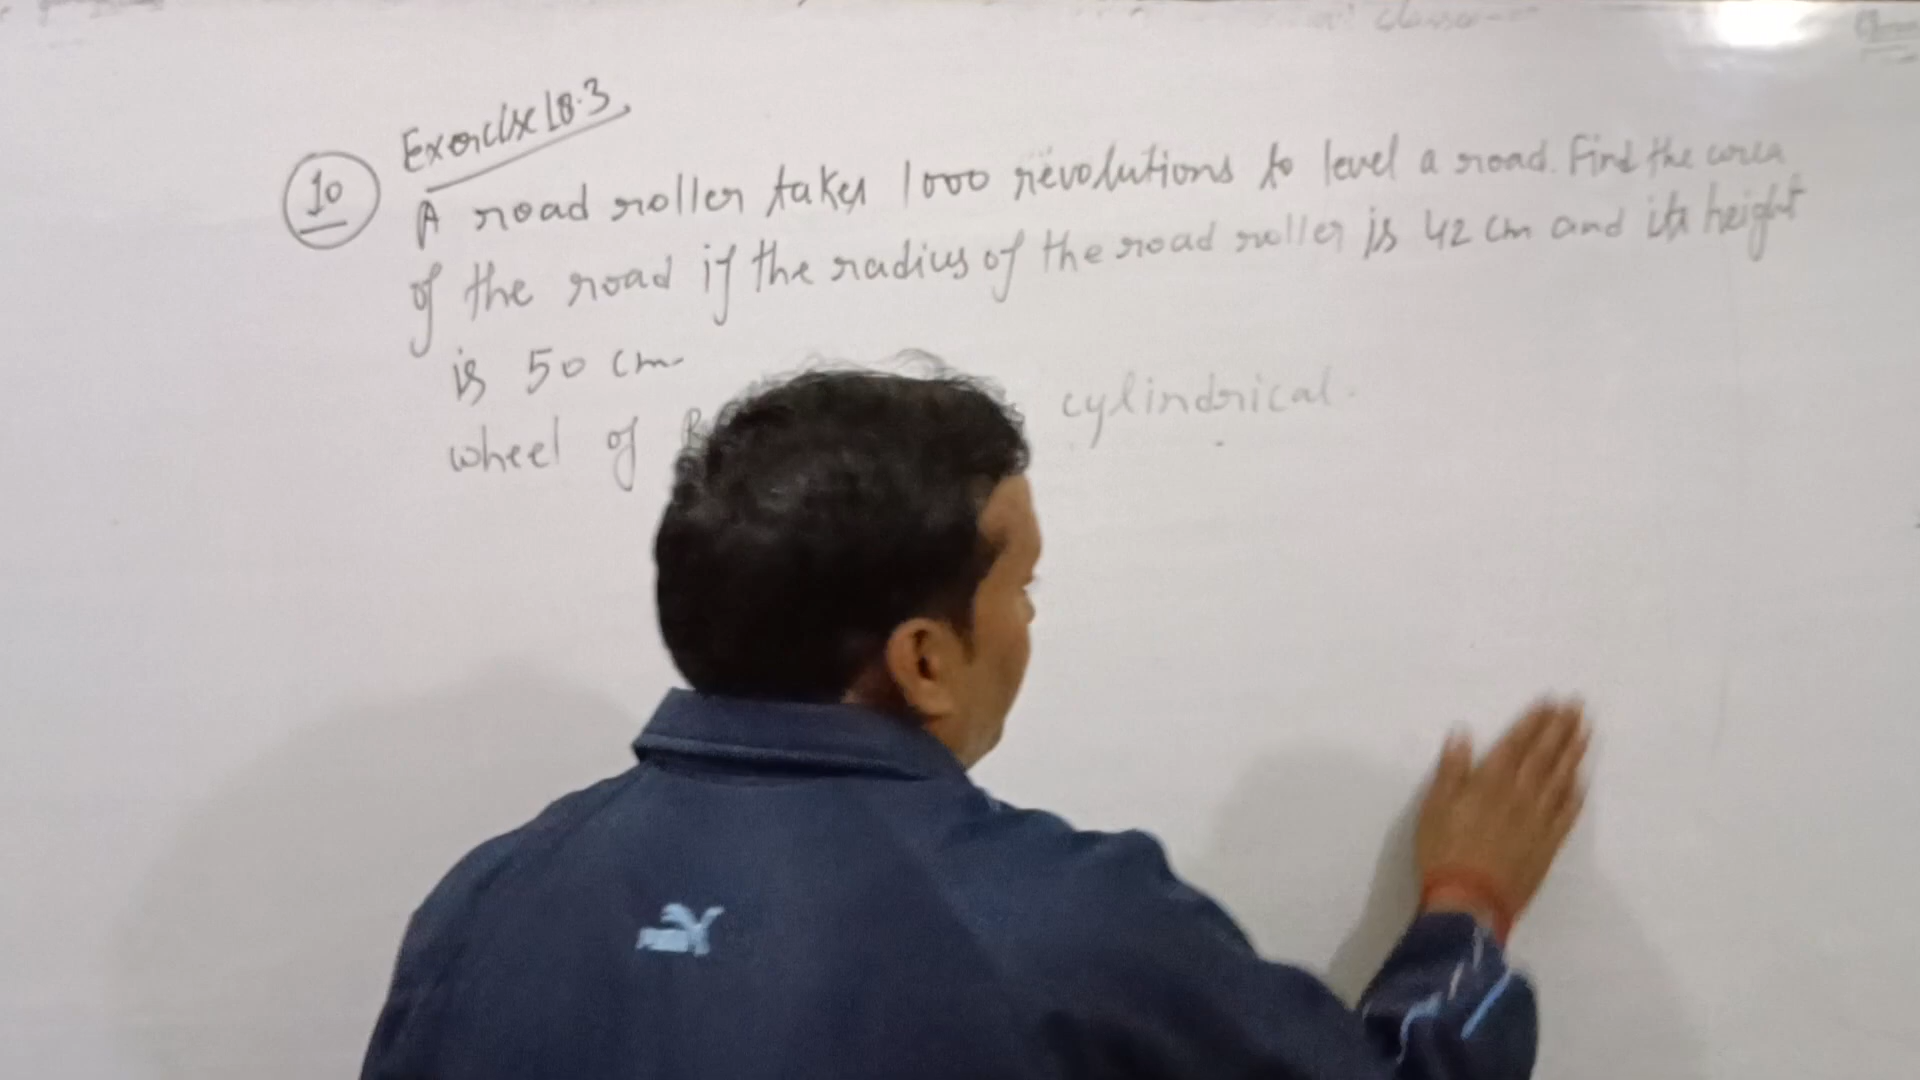 Exercise 18.3
10 A road roller takes 1000 revolutions to level a road. Find the area
of the road if the radius of the road roller is 42 cm and its height
is 50 cm.
wheel of cylindrical.